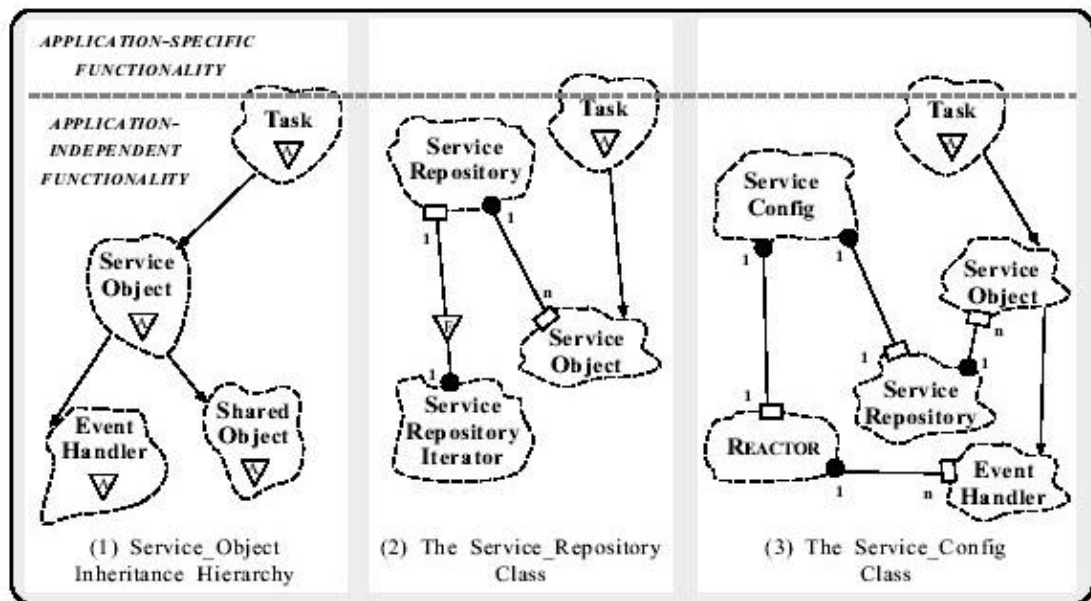 APPLICATION-SPECIFIC
FUNCTIONALITY
APPLICATION-
INDEPENDENT
FUNCTIONALITY
Task
A
Service
Object
A
Event
Handler
A
Shared
Object
A
(1) Service_Object
Inheritance Hierarchy
Task
A
Service
Repository
1
1
n
F
1
Service
Object
Service
Repository
Iterator
(2) The Service_Repository
Class
Task
A
Service
Config
1
1
Service
Object
n
1
1
Service
Repository
1
REACTOR
1
n
Event
Handler
(3) The Service_Config
Class